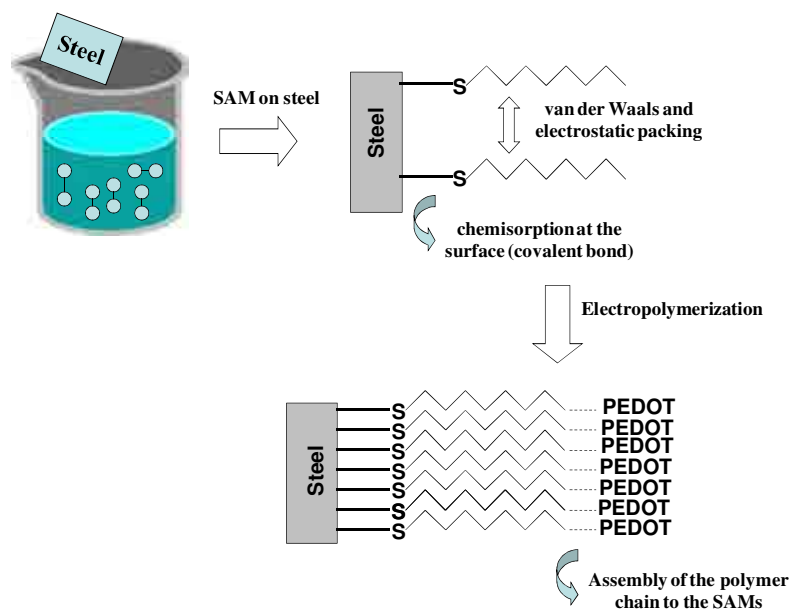 Steel
SAM on steel
Steel
S
van der Waals and
electrostatic packing
S
chemisorption at the
surface (covalent bond)
Electropolymerization
Steel
S PEDOT
S PEDOT
S PEDOT
S PEDOT
S PEDOT
S PEDOT
S PEDOT
Assembly of the polymer
chain to the SAMs